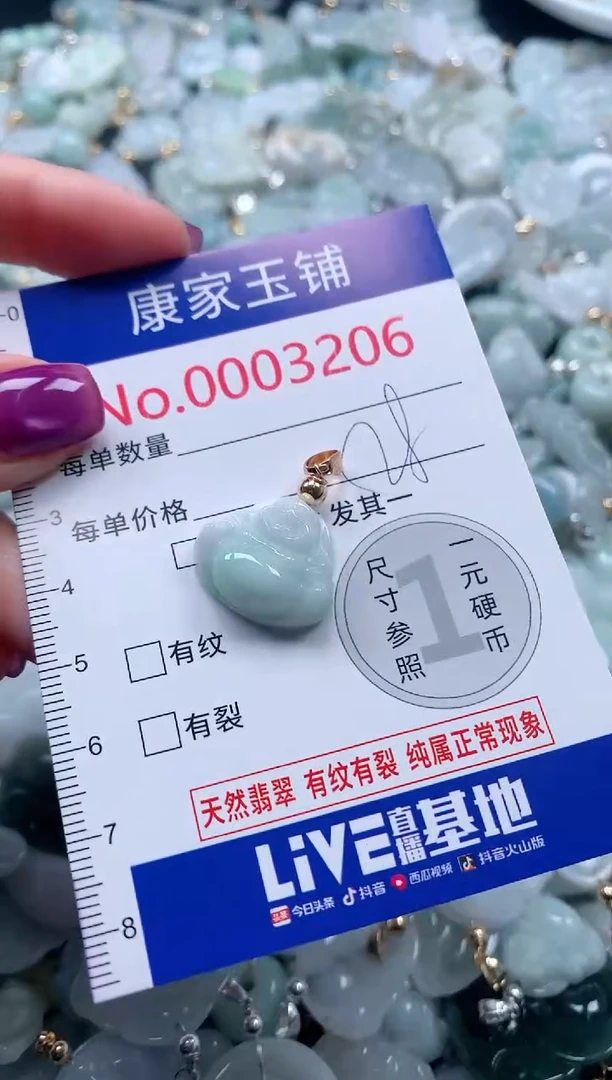 康家玉铺
No.0003206
每单数量
每单价格
发其一
一元硬币
尺寸参照
1
有纹
有裂
天然翡翠 有纹有裂 纯属正常现象
LiVE直播基地
头条 今日头条 抖音 西瓜视频 抖音火山版
0
3
4
5
6
7
8